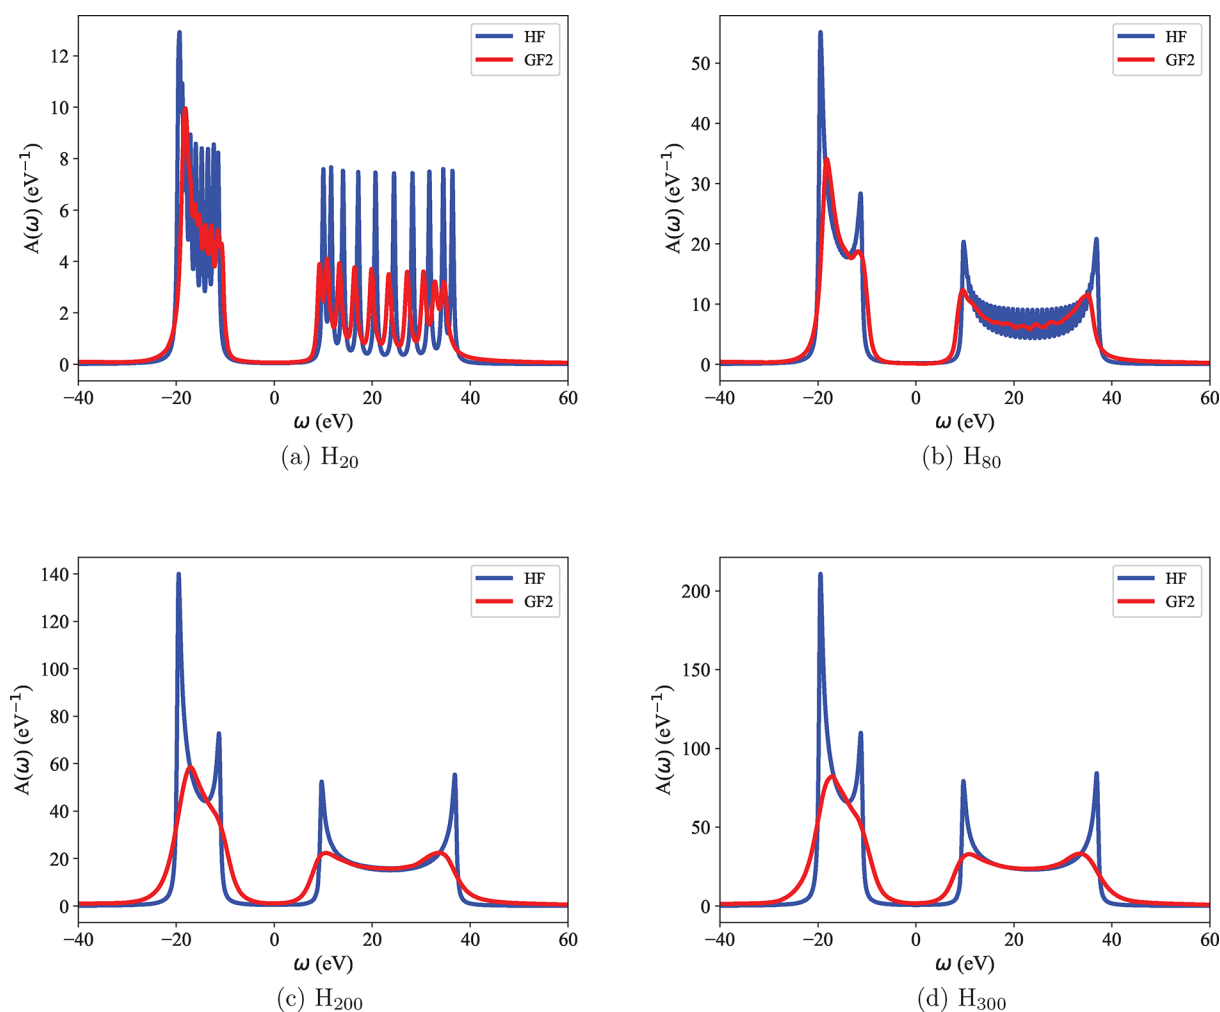 HF
GF2
12
10
8
6
4
2
0
A(ω) (eV⁻¹)
−40 −20 0 20 40 60
ω (eV)
(a) H₂₀
HF
GF2
50
40
30
20
10
0
A(ω) (eV⁻¹)
−40 −20 0 20 40 60
ω (eV)
(b) H₈₀
HF
GF2
140
120
100
80
60
40
20
0
A(ω) (eV⁻¹)
−40 −20 0 20 40 60
ω (eV)
(c) H₂₀₀
HF
GF2
200
150
100
50
0
A(ω) (eV⁻¹)
−40 −20 0 20 40 60
ω (eV)
(d) H₃₀₀